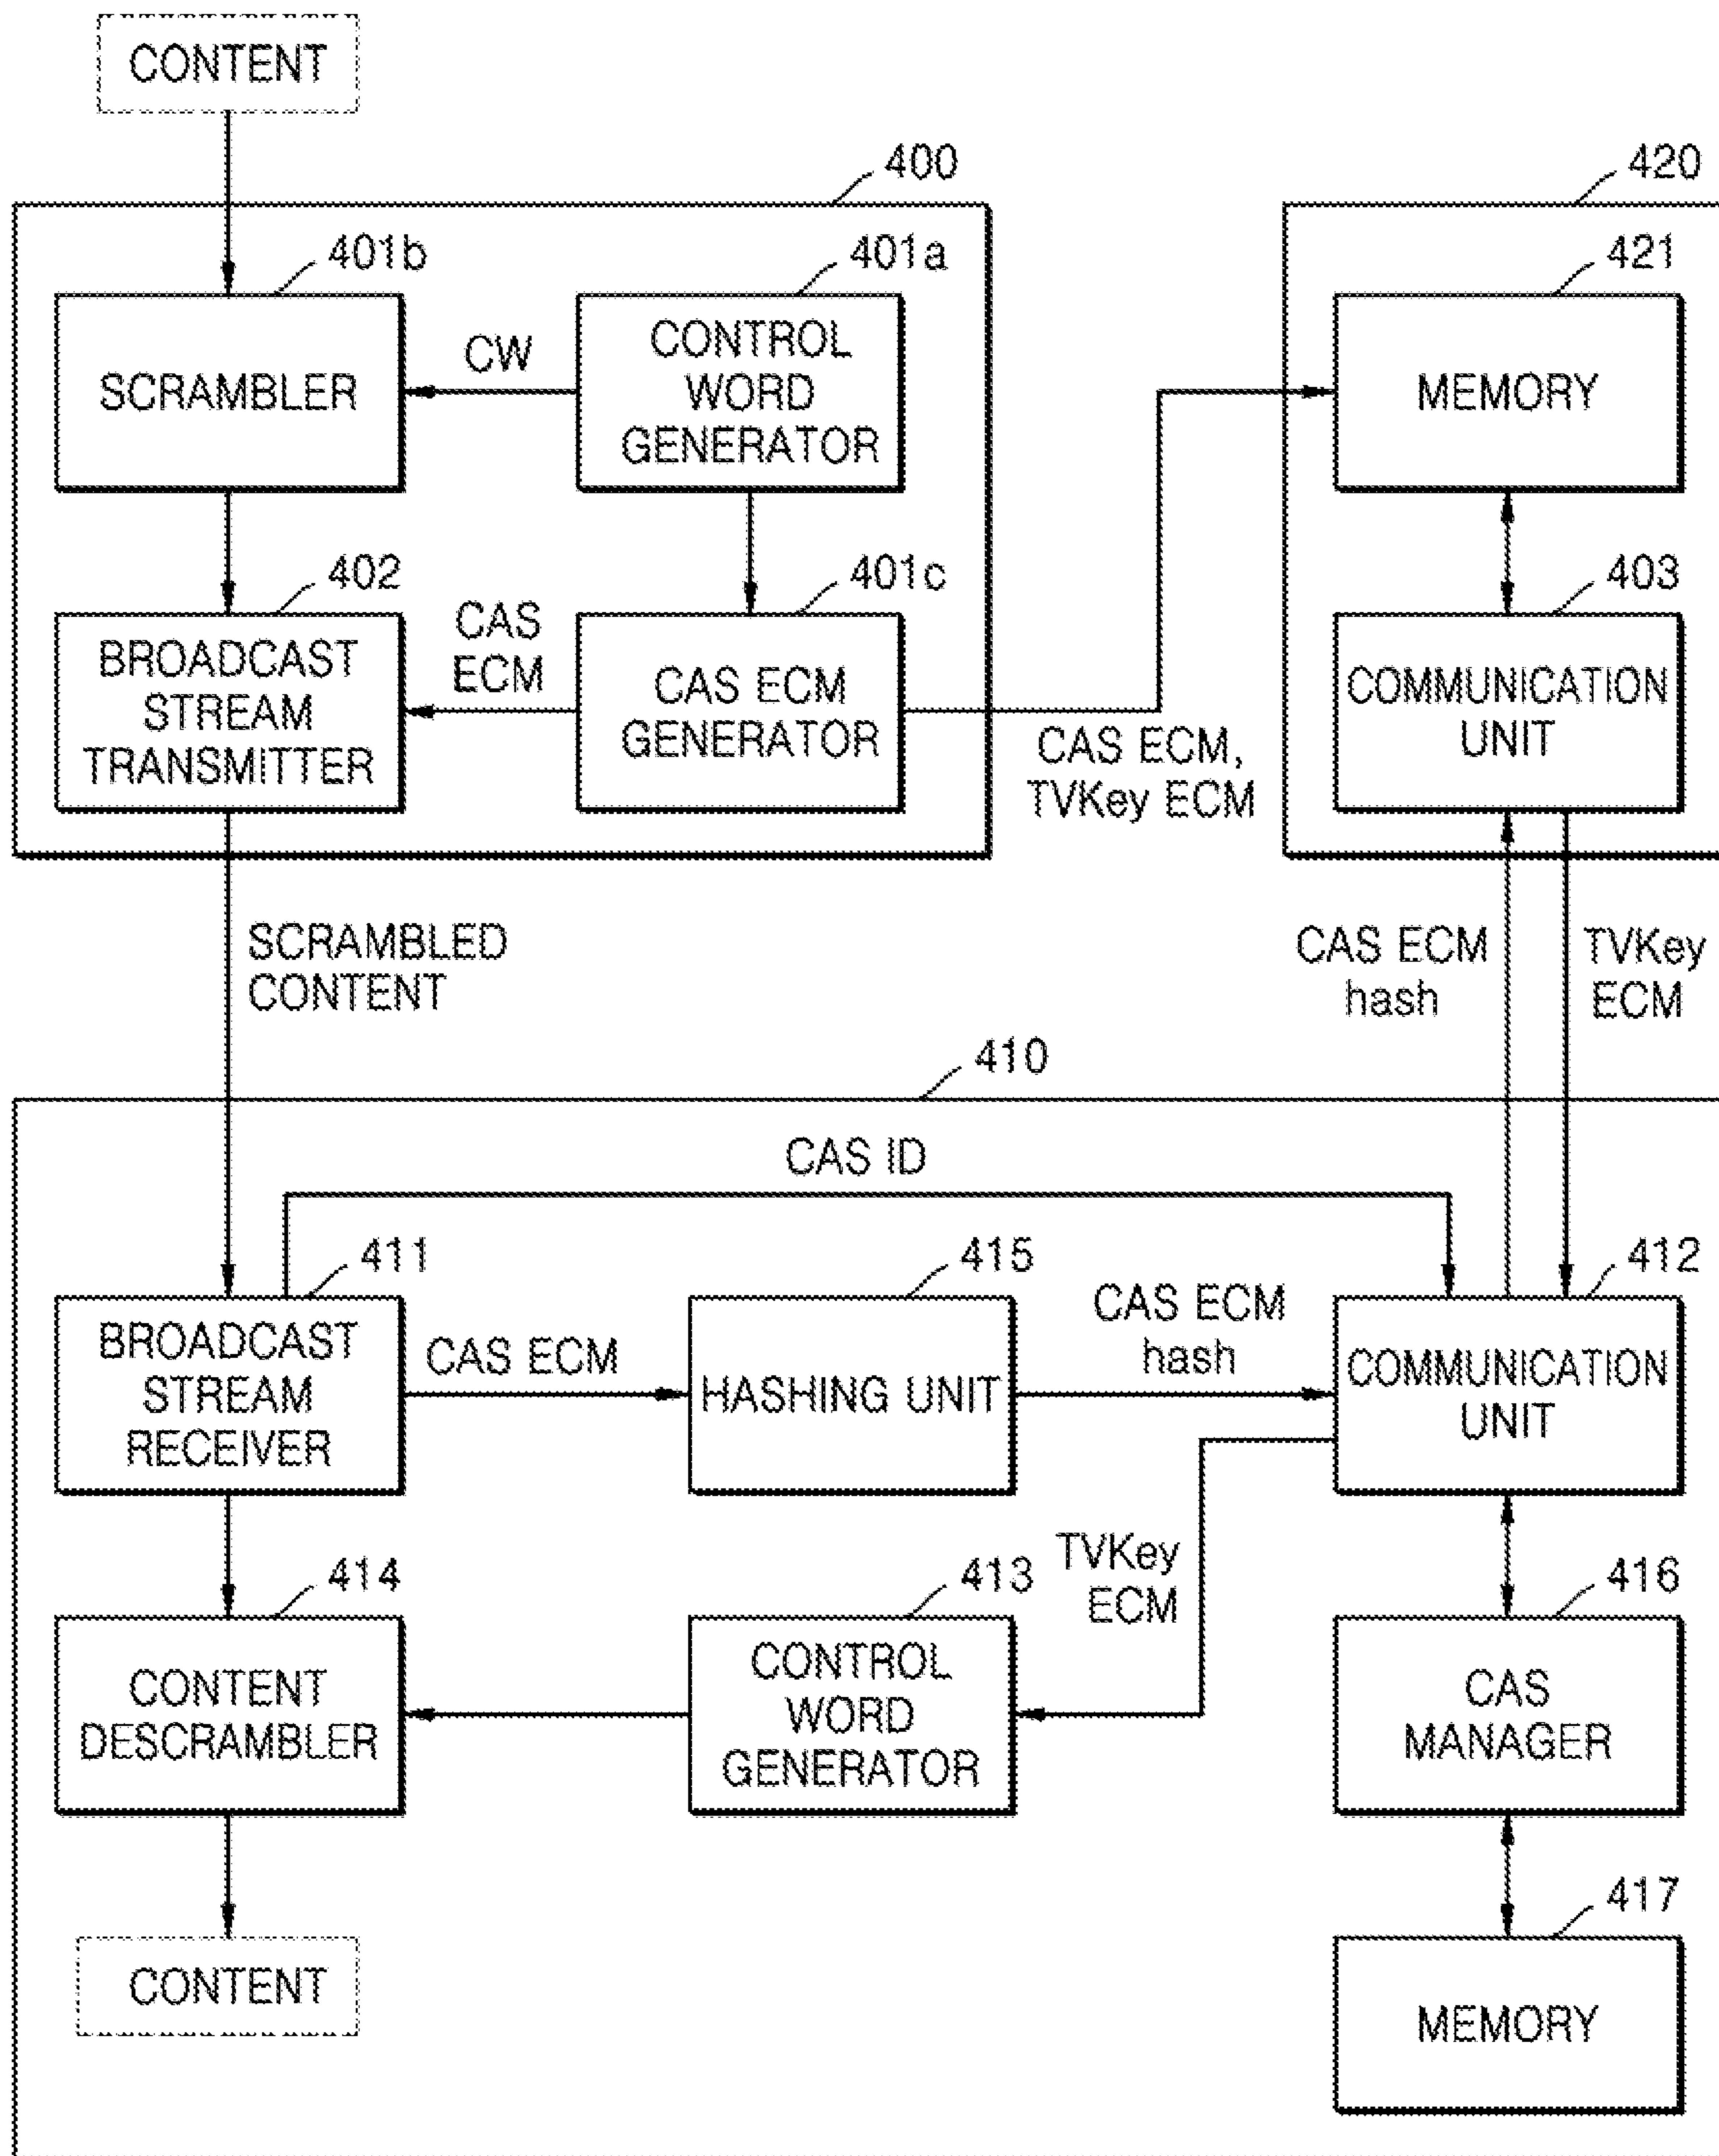 CONTENT
400
420
401b
401a
421
SCRAMBLER
CW
CONTROL
WORD
GENERATOR
MEMORY
402
401c
403
BROADCAST
STREAM
TRANSMITTER
CAS
ECM
CAS ECM
GENERATOR
CAS ECM,
TVKey ECM
COMMUNICATION
UNIT
SCRAMBLED
CONTENT
CAS ECM
hash
TVKey
ECM
410
CAS ID
411
415
412
BROADCAST
STREAM
RECEIVER
CAS ECM
HASHING UNIT
CAS ECM
hash
COMMUNICATION
UNIT
TVKey
ECM
414
413
416
CONTENT
DESCRAMBLER
CONTROL
WORD
GENERATOR
CAS
MANAGER
417
CONTENT
MEMORY